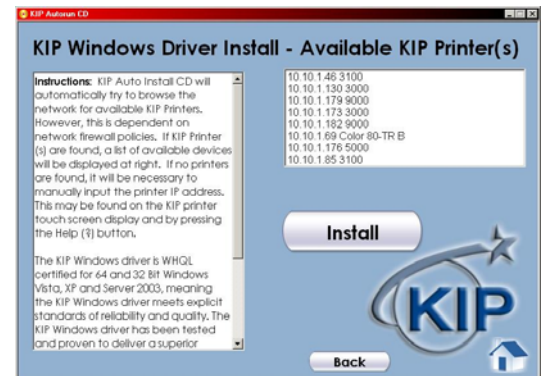 KIP Autorun CD
KIP Windows Driver Install - Available KIP Printer(s)
Instructions: KIP Auto Install CD will
automatically try to browse the
network for available KIP Printers.
However, this is dependent on
network firewall policies. If KIP Printer
(s) are found, a list of available devices
will be displayed at right. If no printers
are found, it will be necessary to
manually input the printer IP address.
This may be found on the KIP printer
touch screen display and by pressing
the Help (?) button.
The KIP Windows driver is WHQL
certified for 64 and 32 Bit Windows
Vista, XP and Server 2003, meaning
the KIP Windows driver meets explicit
standards of reliability and quality. The
KIP Windows driver has been tested
and proven to deliver a superior
10.10.1.46 3100
10.10.1.130 3000
10.10.1.179 9000
10.10.1.173 3000
10.10.1.182 9000
10.10.1.69 Color 80-TR B
10.10.1.176 5000
10.10.1.85 3100
Install
KIP
Back